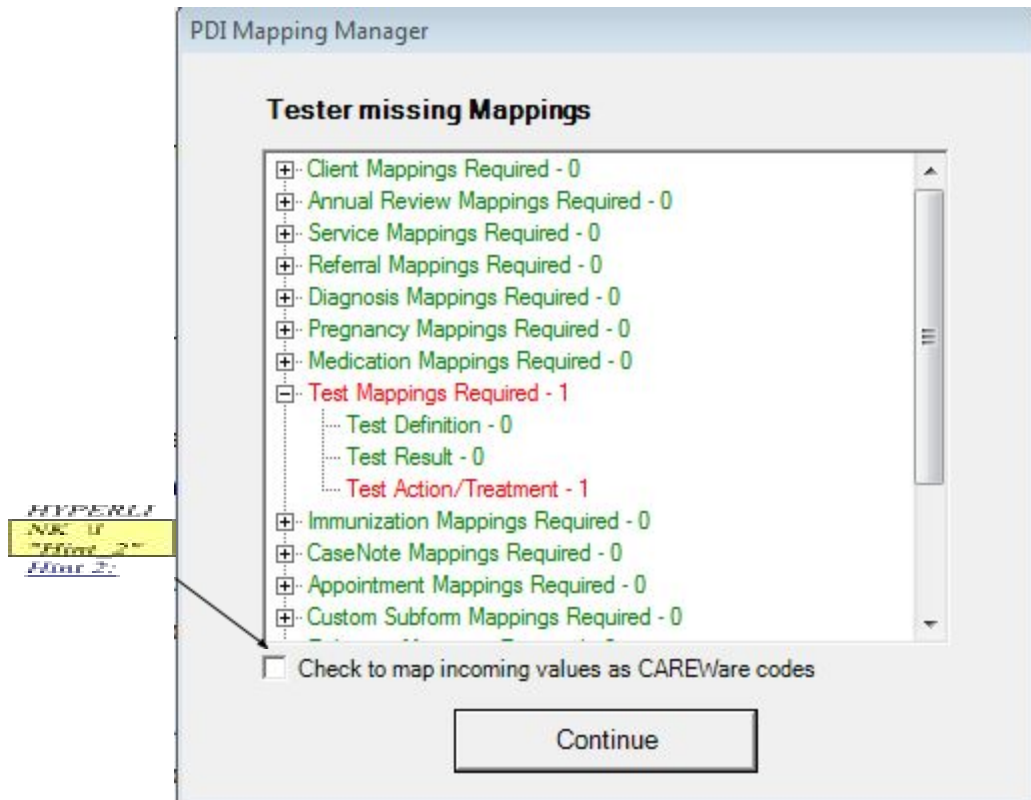 PDI Mapping Manager
Tester missing Mappings
Client Mappings Required - 0
Annual Review Mappings Required - 0
Service Mappings Required - 0
Referral Mappings Required - 0
Diagnosis Mappings Required - 0
Pregnancy Mappings Required - 0
Medication Mappings Required - 0
Test Mappings Required - 1
Test Definition - 0
Test Result - 0
Test Action/Treatment - 1
Immunization Mappings Required - 0
CaseNote Mappings Required - 0
Appointment Mappings Required - 0
Custom Subform Mappings Required - 0
HYPERLI
NK \l
"Hint_2"
Hint 2:
Check to map incoming values as CAREWare codes
Continue